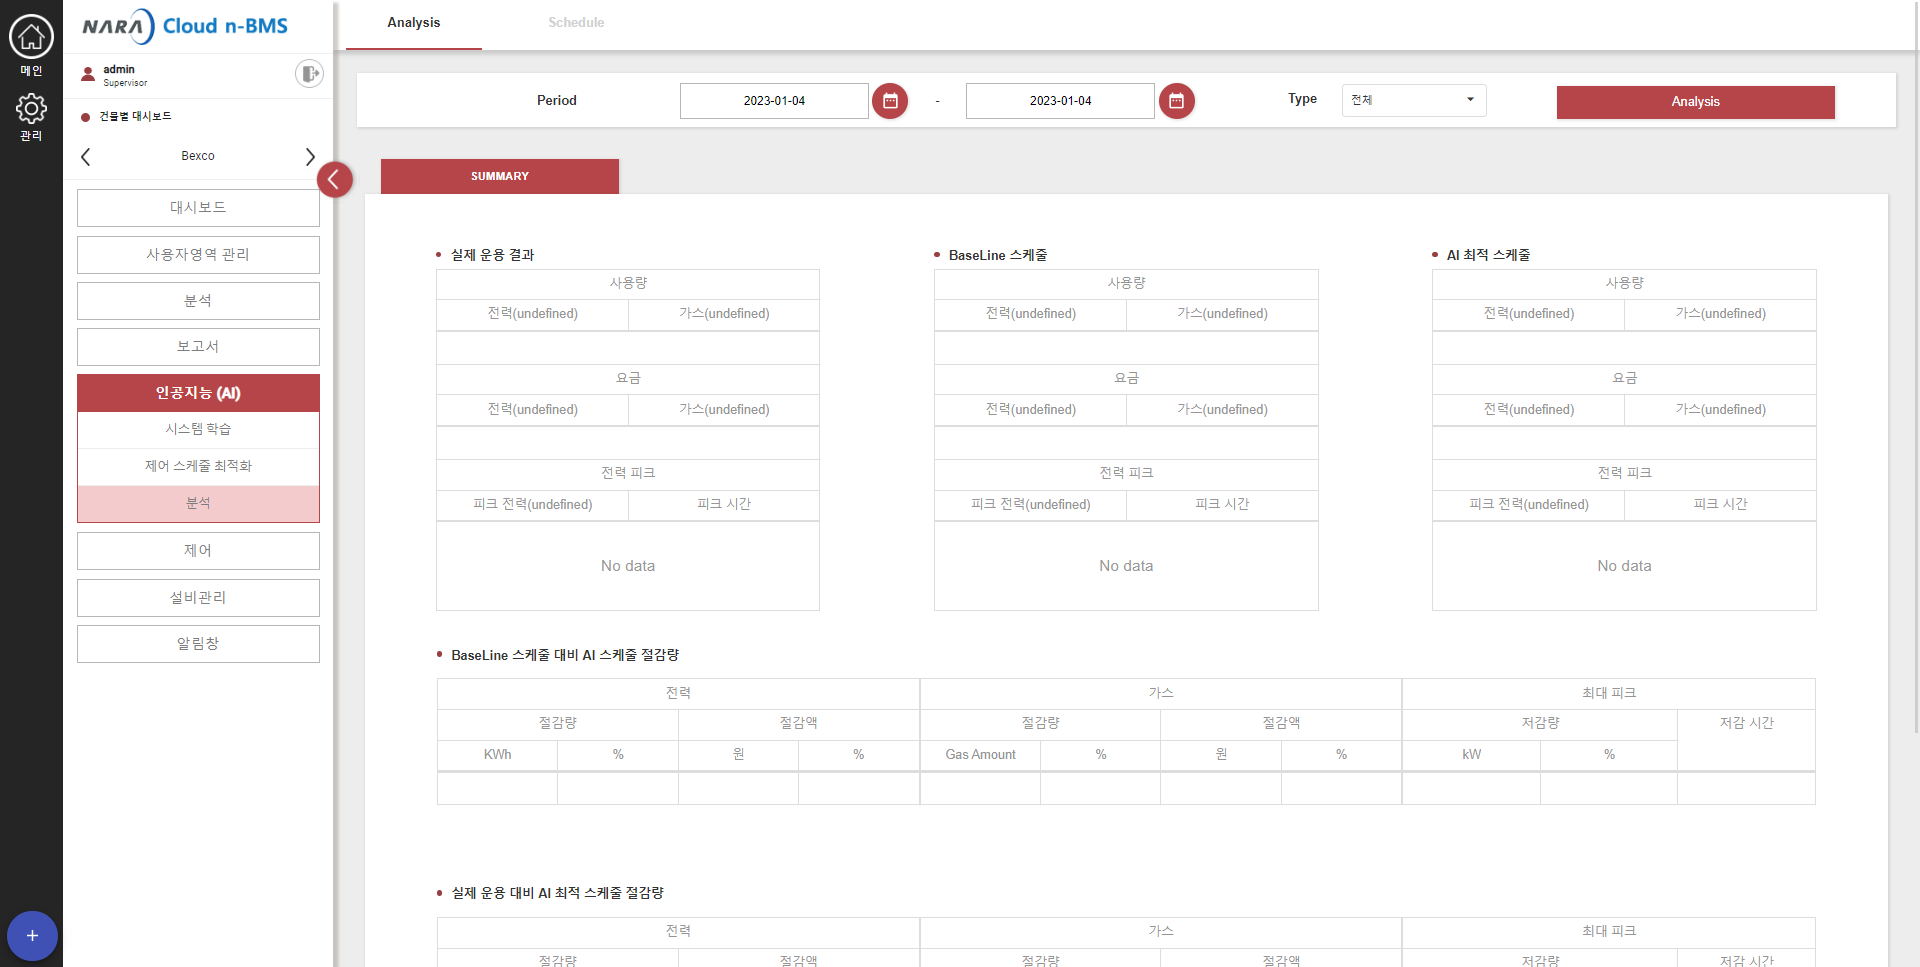 메인
관리
NARA Cloud n-BMS
admin
Supervisor
건물별 대시보드
Bexco
대시보드
사용자영역 관리
분석
보고서
인공지능 (AI)
시스템 학습
제어 스케줄 최적화
분석
제어
설비관리
알림창
+
Analysis Schedule
Period 2023-01-04 - 2023-01-04 Type 전체 Analysis
SUMMARY
실제 운용 결과
사용량
전력(undefined) 가스(undefined)
요금
전력(undefined) 가스(undefined)
전력 피크
피크 전력(undefined) 피크 시간
No data
BaseLine 스케줄
사용량
전력(undefined) 가스(undefined)
요금
전력(undefined) 가스(undefined)
전력 피크
피크 전력(undefined) 피크 시간
No data
AI 최적 스케줄
사용량
전력(undefined) 가스(undefined)
요금
전력(undefined) 가스(undefined)
전력 피크
피크 전력(undefined) 피크 시간
No data
BaseLine 스케줄 대비 AI 스케줄 절감량
전력 가스 최대 피크
절감량 절감액 절감량 절감액 저감량 저감 시간
KWh % 원 % Gas Amount % 원 % kW %
실제 운용 대비 AI 최적 스케줄 절감량
전력 가스 최대 피크
절감량 절감액 절감량 절감액 저감량 저감 시간